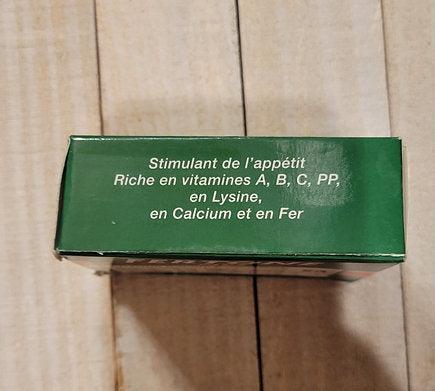 Stimulant de l'appétit
Riche en vitamines A, B, C, PP,
en Lysine,
en Calcium et en Fer